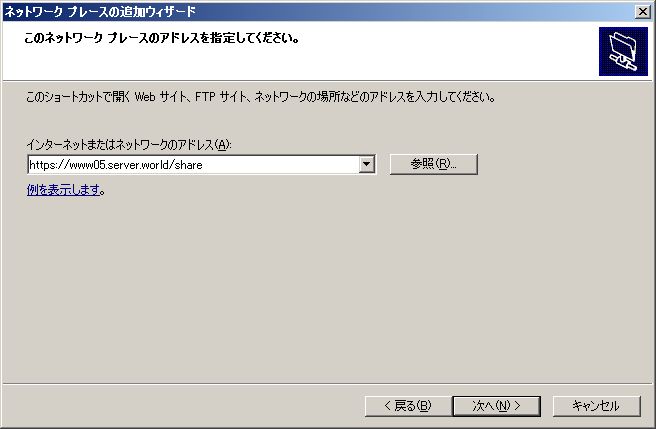 ネットワーク プレースの追加ウィザード
このネットワーク プレースのアドレスを指定してください。
このショートカットで開く Web サイト、FTP サイト、ネットワークの場所などのアドレスを入力してください。
インターネットまたはネットワークのアドレス(A):
https://www05.server.world/share
参照(R)...
例を表示します。
< 戻る(B)
次へ(N) >
キャンセル